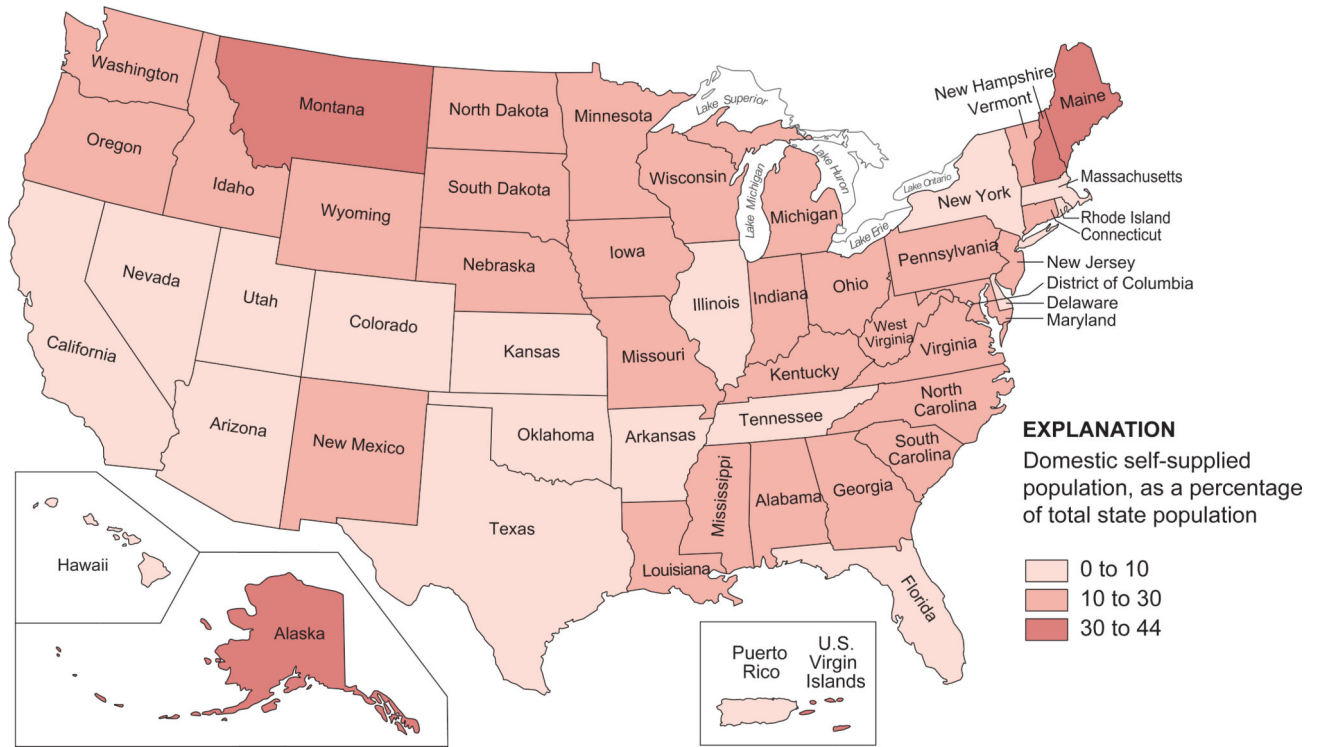 Washington
Oregon
California
Nevada
Idaho
Montana
Wyoming
Utah
Arizona
Colorado
New Mexico
North Dakota
South Dakota
Nebraska
Kansas
Oklahoma
Texas
Minnesota
Iowa
Missouri
Arkansas
Louisiana
Wisconsin
Illinois
Michigan
Indiana
Ohio
Kentucky
Tennessee
Mississippi
Alabama
Georgia
Florida
South
Carolina
North
Carolina
Virginia
West
Virginia
Pennsylvania
New York
Lake Superior
Lake Michigan
Lake Huron
Lake Erie
Lake Ontario
New Hampshire
Vermont
Maine
Massachusetts
Rhode Island
Connecticut
New Jersey
District of Columbia
Delaware
Maryland
Hawaii
Alaska
Puerto
Rico
U.S.
Virgin
Islands
EXPLANATION
Domestic self-supplied
population, as a percentage
of total state population
0 to 10
10 to 30
30 to 44